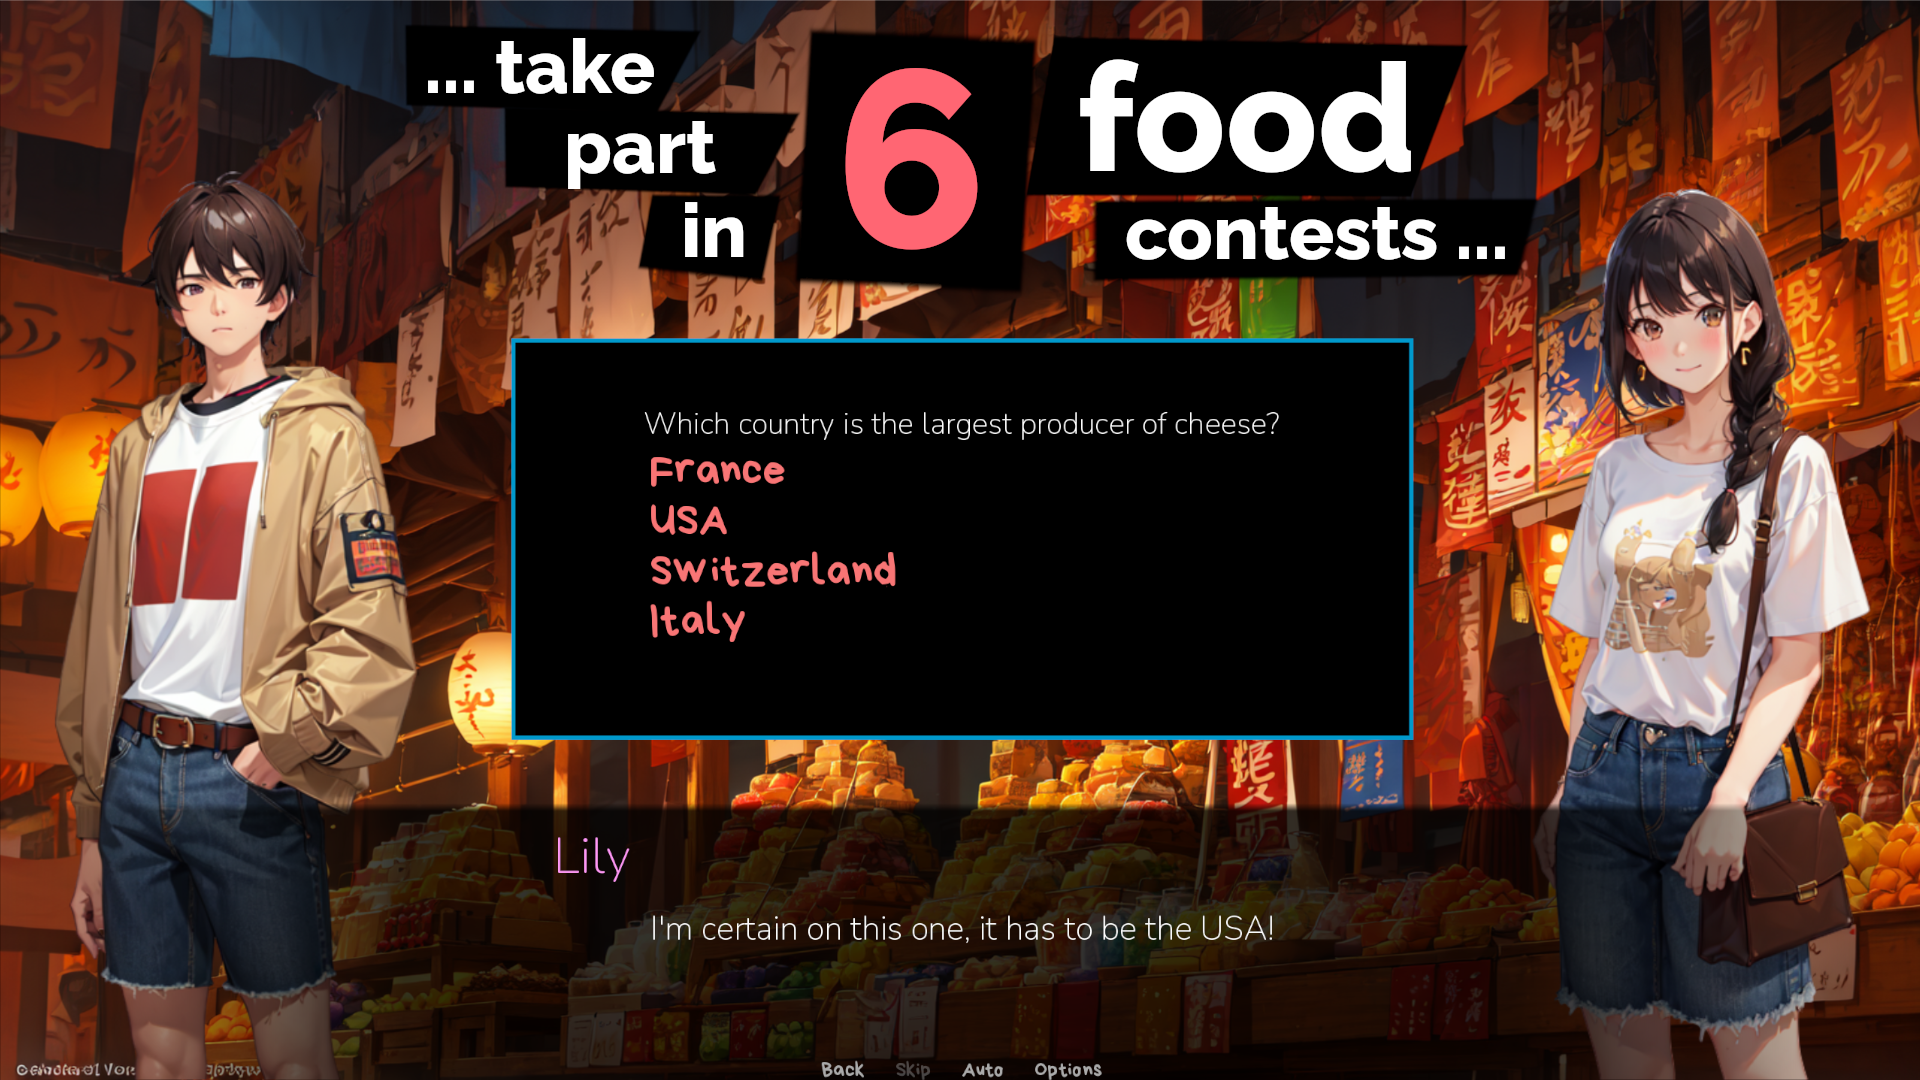 ... take
part
in
6
food
contests ...
Which country is the largest producer of cheese?
France
USA
Switzerland
Italy
Lily
I'm certain on this one, it has to be the USA!
Back Skip Auto Options